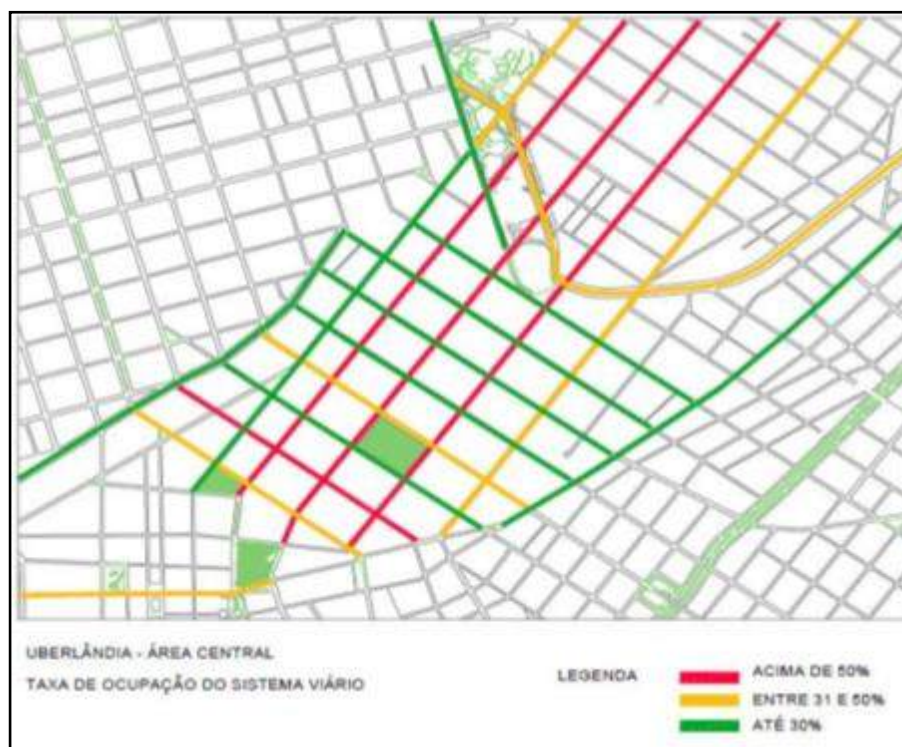 UBERLÂNDIA - ÁREA CENTRAL
TAXA DE OCUPAÇÃO DO SISTEMA VIÁRIO
LEGENDA
ACIMA DE 50%
ENTRE 31 E 50%
ATÉ 30%